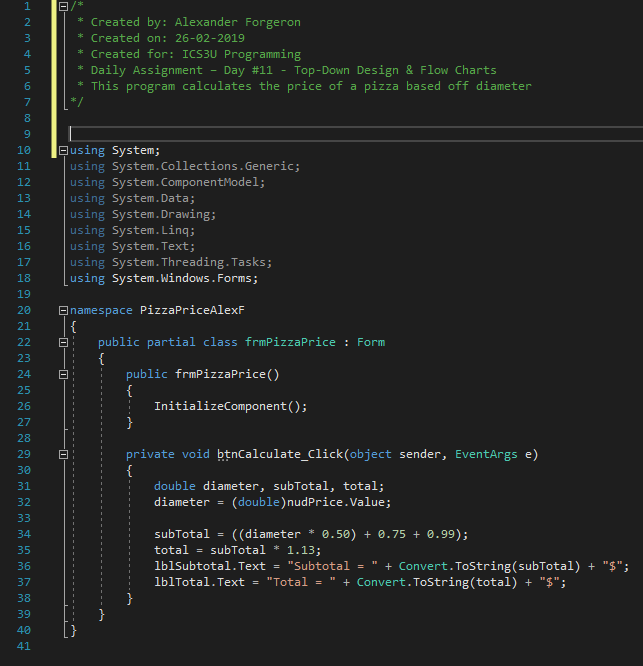 1 /*
2  * Created by: Alexander Forgeron
3  * Created on: 26-02-2019
4  * Created for: ICS3U Programming
5  * Daily Assignment – Day #11 - Top-Down Design & Flow Charts
6  * This program calculates the price of a pizza based off diameter
7 */
8
9
10 using System;
11 using System.Collections.Generic;
12 using System.ComponentModel;
13 using System.Data;
14 using System.Drawing;
15 using System.Linq;
16 using System.Text;
17 using System.Threading.Tasks;
18 using System.Windows.Forms;
19
20 namespace PizzaPriceAlexF
21 {
22     public partial class frmPizzaPrice : Form
23     {
24         public frmPizzaPrice()
25         {
26             InitializeComponent();
27         }
28
29         private void btnCalculate_Click(object sender, EventArgs e)
30         {
31             double diameter, subTotal, total;
32             diameter = (double)nudPrice.Value;
33
34             subTotal = ((diameter * 0.50) + 0.75 + 0.99);
35             total = subTotal * 1.13;
36             lblSubtotal.Text = "Subtotal = " + Convert.ToString(subTotal) + "$";
37             lblTotal.Text = "Total = " + Convert.ToString(total) + "$";
38         }
39     }
40 }
41